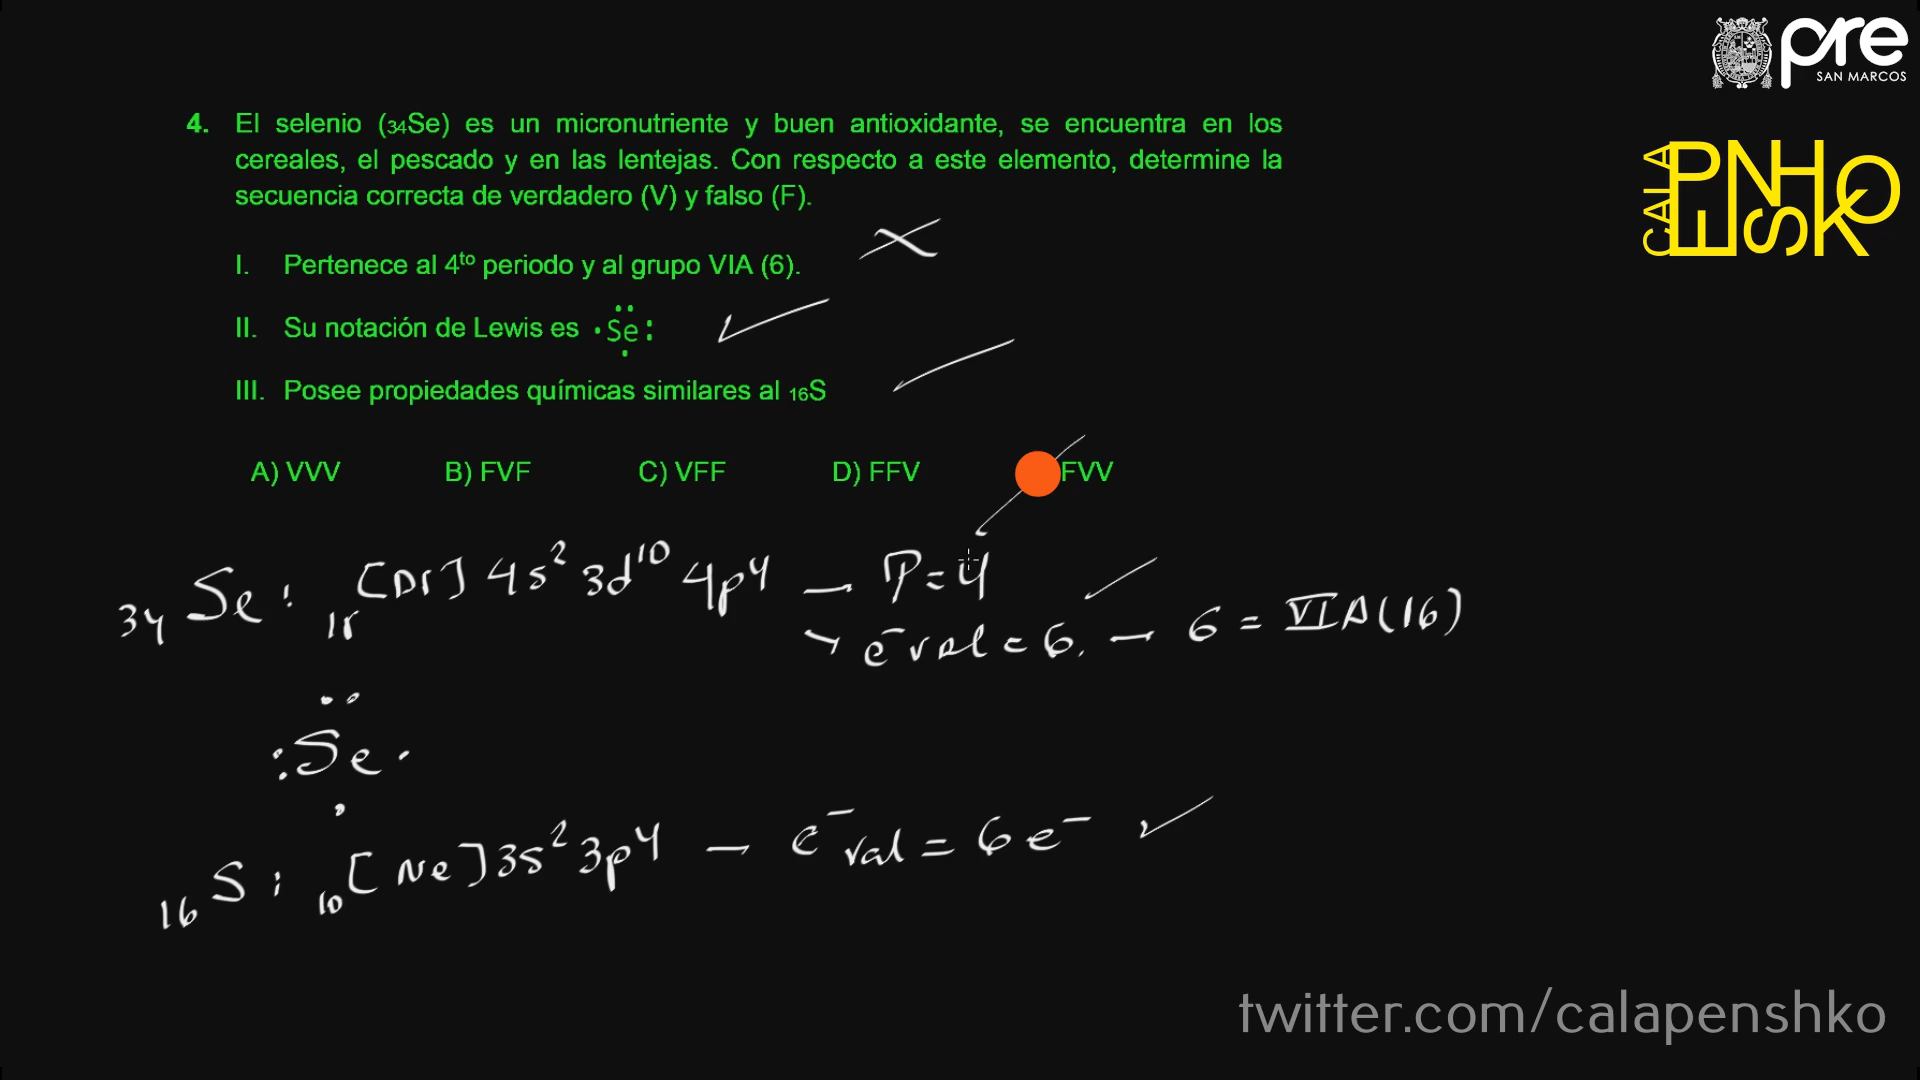 pre
SAN MARCOS
CALA
PENHSKO
4. El selenio (₃₄Se) es un micronutriente y buen antioxidante, se encuentra en los
cereales, el pescado y en las lentejas. Con respecto a este elemento, determine la
secuencia correcta de verdadero (V) y falso (F).
I. Pertenece al 4ᵗᵒ periodo y al grupo VIA (6).
II. Su notación de Lewis es ·Se:
III. Posee propiedades químicas similares al ₁₆S
A) VVV B) FVF C) VFF D) FFV FVV
₃₄Se: ₁₈[Ar] 4s² 3d¹⁰ 4p⁴ – P=4
e⁻val = 6. – 6 = VIA(16)
:Se·
₁₆S: ₁₀[Ne]3s²3p⁴ – e⁻val = 6e⁻
twitter.com/calapenshko